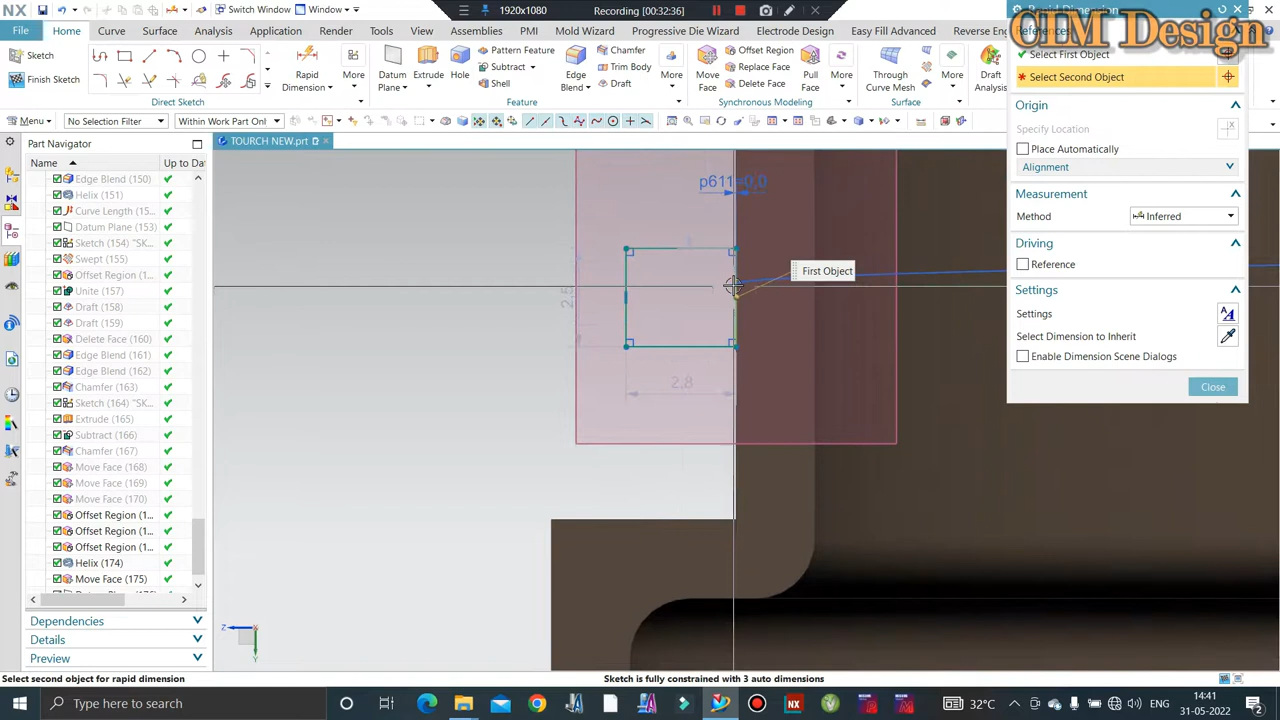 NX
Switch Window
Window
1920x1080
Recording [00:32:36]
Rapid Dimension
CIM Design
File
Home
Curve
Surface
Analysis
Application
Render
Tools
View
Assemblies
PMI
Mold Wizard
Progressive Die Wizard
Electrode Design
Easy Fill Advanced
Reverse Eng
References
Select First Object
Select Second Object
Sketch
Finish Sketch
Direct Sketch
Rapid Dimension
More
Datum Plane
Extrude
Hole
Pattern Feature
Subtract
Shell
Edge Blend
Chamfer
Trim Body
Draft
More
Feature
Move Face
Offset Region
Replace Face
Delete Face
Pull Face
More
Synchronous Modeling
Through Curve Mesh
More
Surface
Draft Analysis
Menu
No Selection Filter
Within Work Part Onl
Origin
Specify Location
Place Automatically
Alignment
Measurement
Method
Inferred
Driving
Reference
Settings
Settings
Select Dimension to Inherit
Enable Dimension Scene Dialogs
Close
Part Navigator
TOURCH NEW.prt
Name
Up to Dat
Edge Blend (150)
Helix (151)
Curve Length (15...
Datum Plane (153)
Sketch (154) "SK...
Swept (155)
Offset Region (1...
Unite (157)
Draft (158)
Draft (159)
Delete Face (160)
Edge Blend (161)
Edge Blend (162)
Chamfer (163)
Sketch (164) "SK...
Extrude (165)
Subtract (166)
Chamfer (167)
Move Face (168)
Move Face (169)
Move Face (170)
Offset Region (1...
Offset Region (1...
Offset Region (1...
Helix (174)
Move Face (175)
Dependencies
Details
Preview
p611=0,0
First Object
2.8
Z
Y
Select second object for rapid dimension
Sketch is fully constrained with 3 auto dimensions
Type here to search
32°C
ENG
14:41
31-05-2022